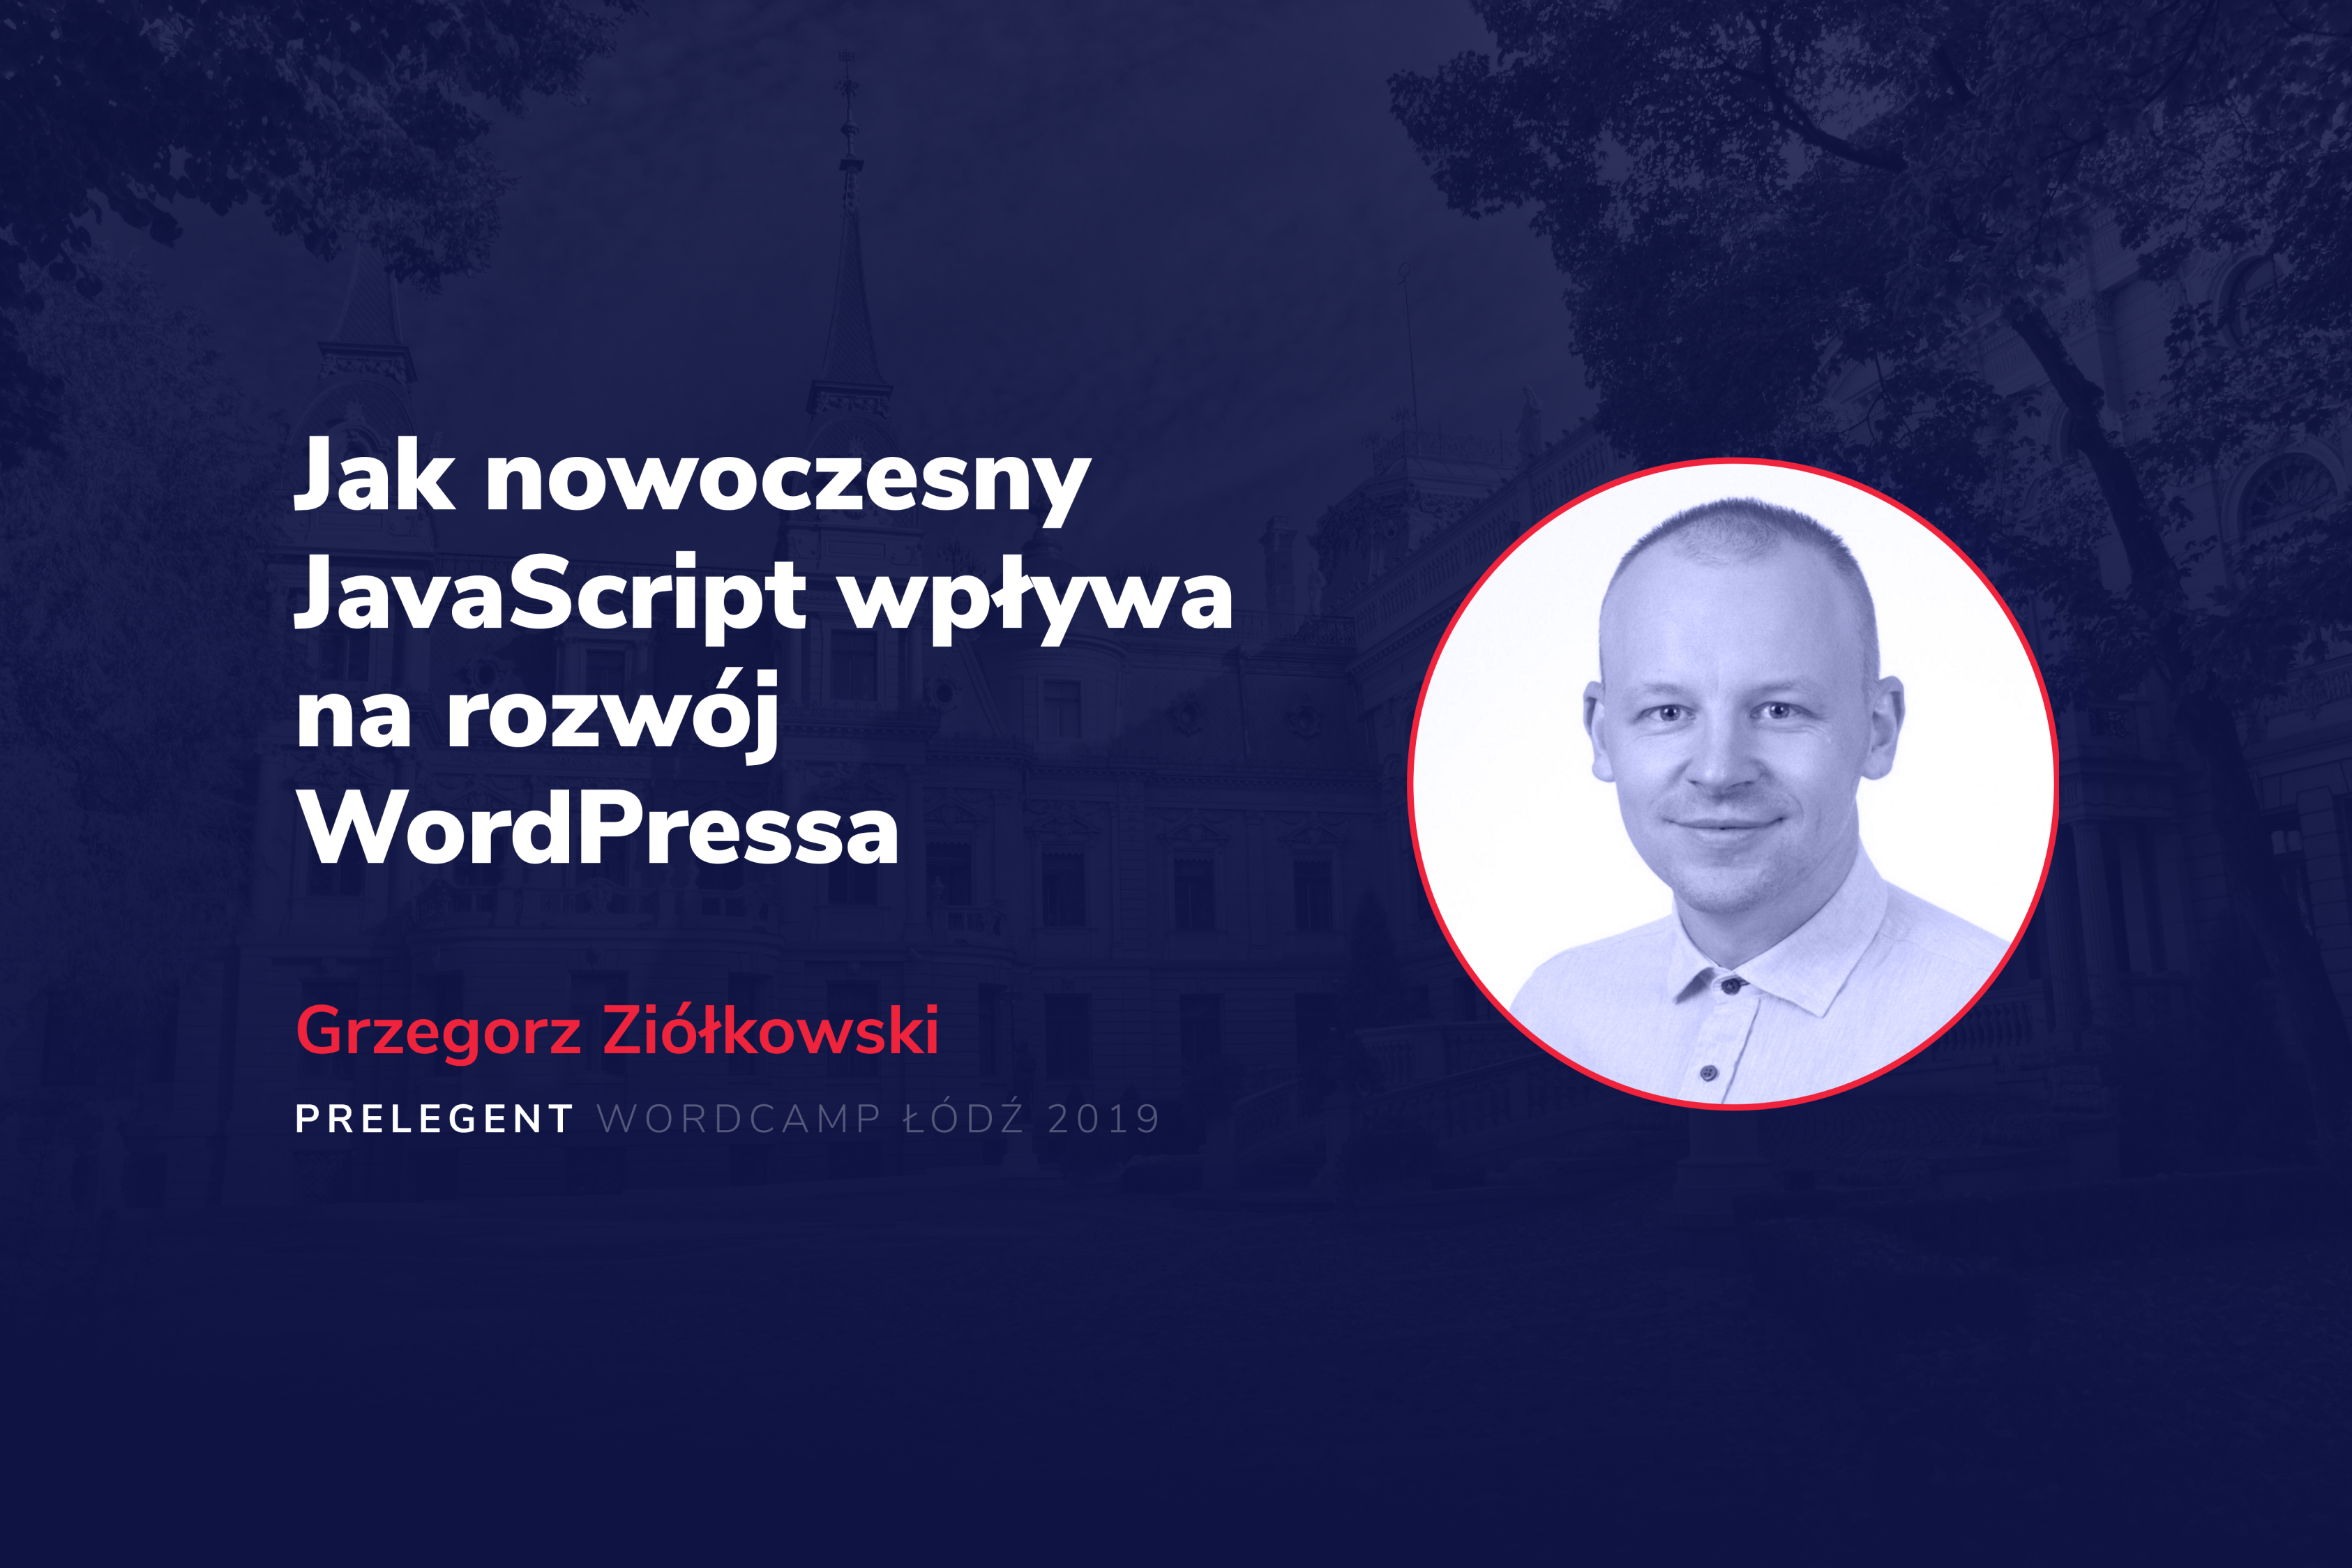 Jak nowoczesny
JavaScript wpływa
na rozwój
WordPressa
Grzegorz Ziółkowski
PRELEGENT WORDCAMP ŁÓDŹ 2019